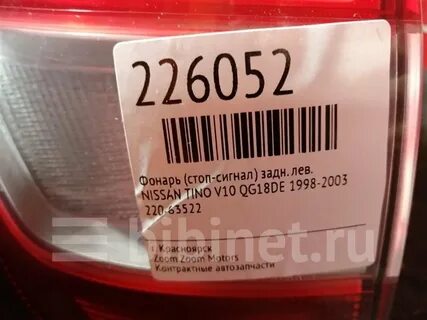 226052
Фонарь (стоп-сигнал) задн. лев.
NISSAN TINO V10 QG18DE 1998-2003
220-63522
г. Красноярск
bibinet.ru
Zoom Zoom Motors
Контрактные автозапчасти